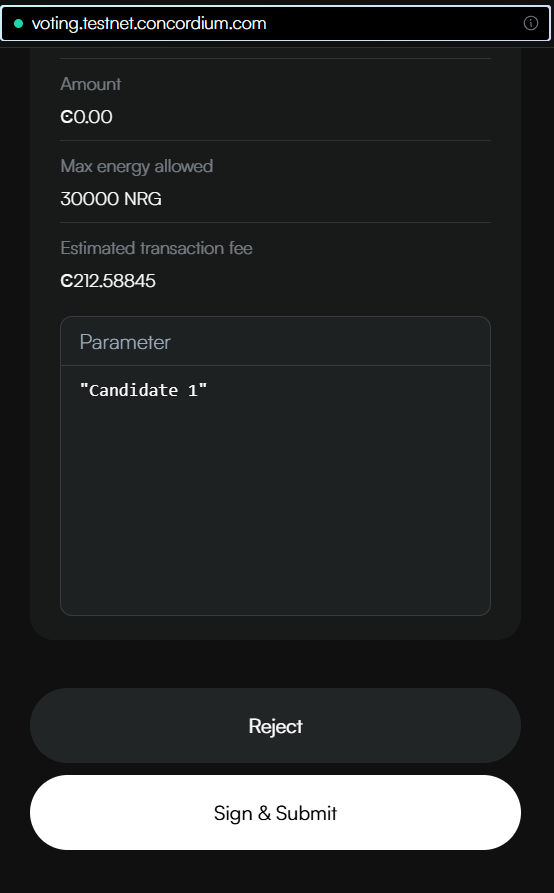 voting.testnet.concordium.com
Amount
Ͼ0.00
Max energy allowed
30000 NRG
Estimated transaction fee
Ͼ212.58845
Parameter
"Candidate 1"
Reject
Sign & Submit